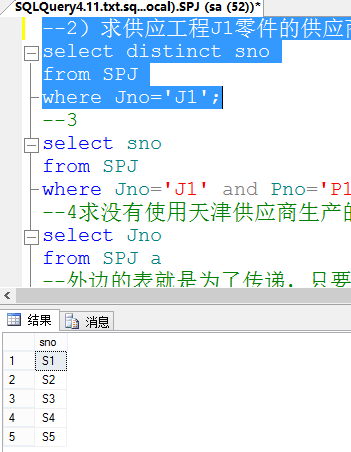 SQLQuery4.11.txt.sq...ocal).SPJ (sa (52))*
--2）求供应工程J1零件的供应商
select distinct sno
from SPJ
where Jno='J1';
--3
select sno
from SPJ
where Jno='J1' and Pno='P1
--4求没有使用天津供应商生产的
select Jno
from SPJ a
--外边的表就是为了传递，只要
结果 消息
sno
1 S1
2 S2
3 S3
4 S4
5 S5